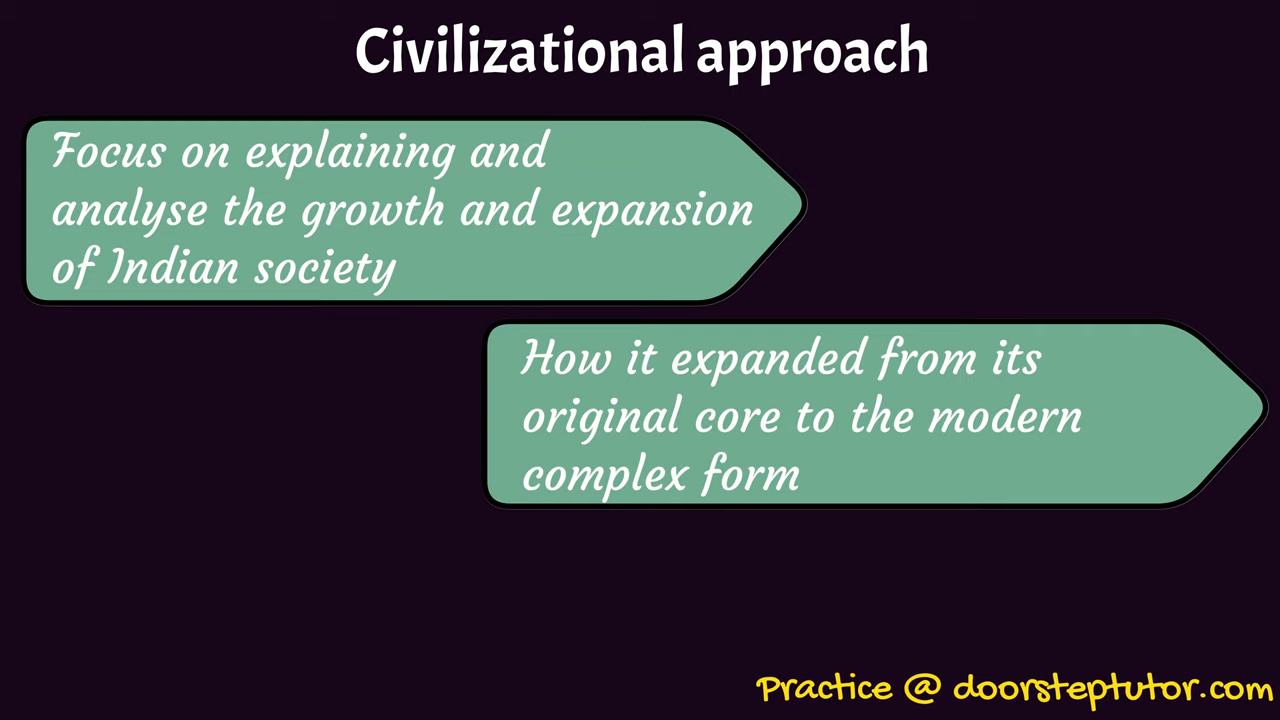 Civilizational approach
Focus on explaining and
analyse the growth and expansion
of Indian society
How it expanded from its
original core to the modern
complex form
Practice @ doorsteptutor.com